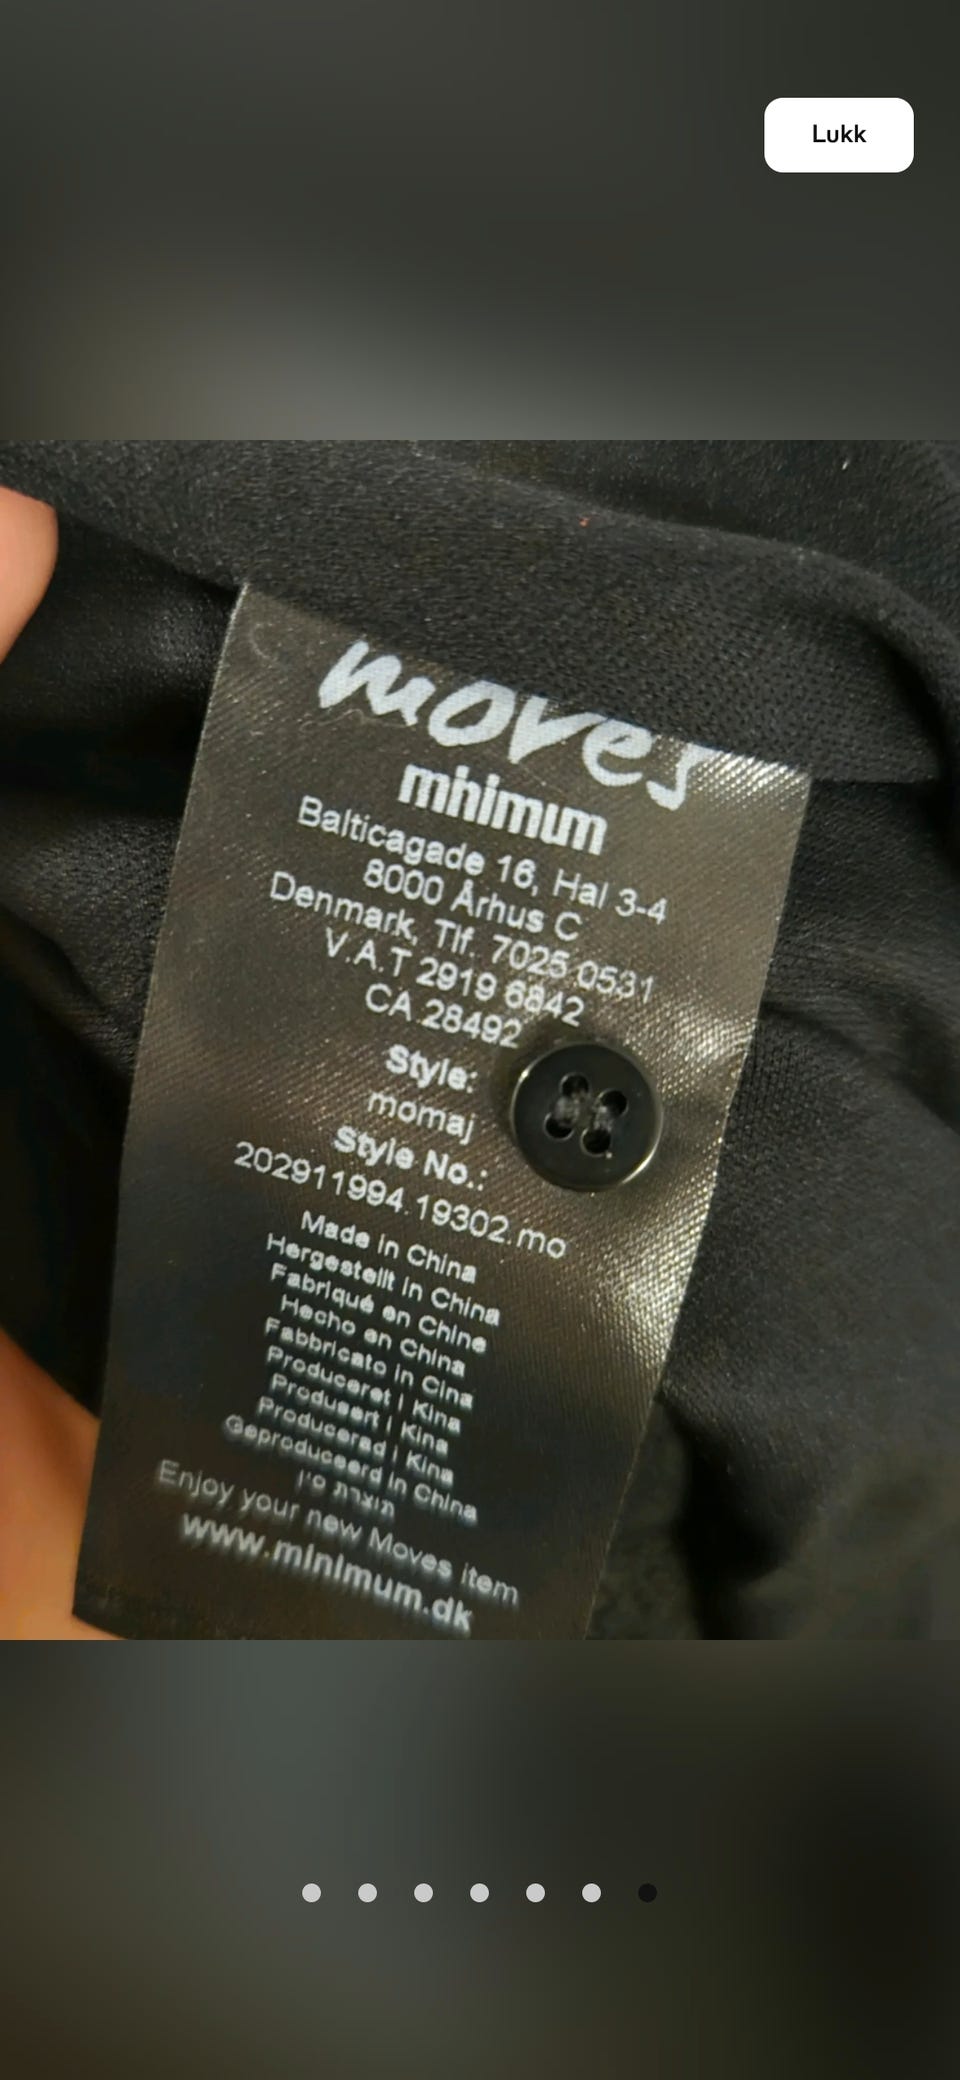 Lukk
moves
minimum
Balticagade 16, Hal 3-4
8000 Århus C
Denmark, Tlf. 7025 0531
V.A.T 2919 6842
CA 28492
Style:
momaj
Style No.:
202911994.19302.mo
Made in China
Hergestellt in China
Fabriqué en Chine
Hecho en China
Fabbricato in Cina
Produceret i Kina
Produsert i Kina
Producerad i Kina
Geproduceerd in China
תוצרת סין
Enjoy your new Moves item
www.minimum.dk